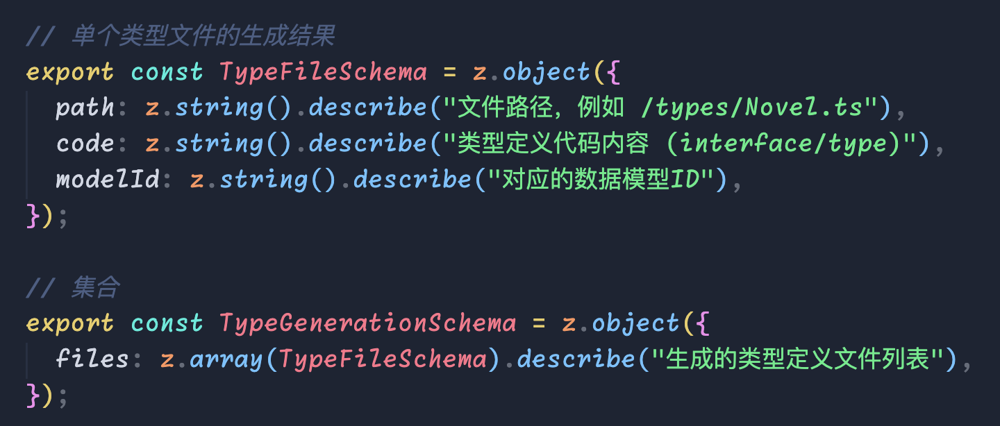 // 单个类型文件的生成结果
export const TypeFileSchema = z.object({
  path: z.string().describe("文件路径，例如 /types/Novel.ts"),
  code: z.string().describe("类型定义代码内容 (interface/type)"),
  modelId: z.string().describe("对应的数据模型ID"),
});

// 集合
export const TypeGenerationSchema = z.object({
  files: z.array(TypeFileSchema).describe("生成的类型定义文件列表"),
});